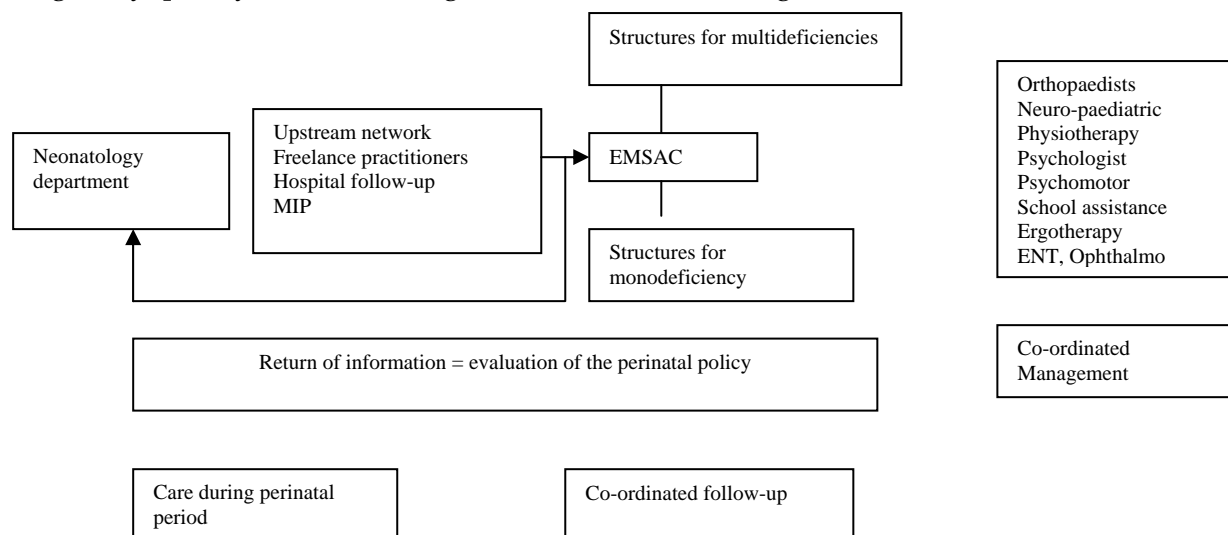 Structures for multideficiencies
Orthopaedists
Neuro-paediatric
Physiotherapy
Psychologist
Psychomotor
School assistance
Ergotherapy
ENT, Ophthalmo
Upstream network
Freelance practitioners
Hospital follow-up
MIP
Neonatology
department
EMSAC
Structures for
monodeficiency
Return of information = evaluation of the perinatal policy
Co-ordinated
Management
Care during perinatal
period
Co-ordinated follow-up